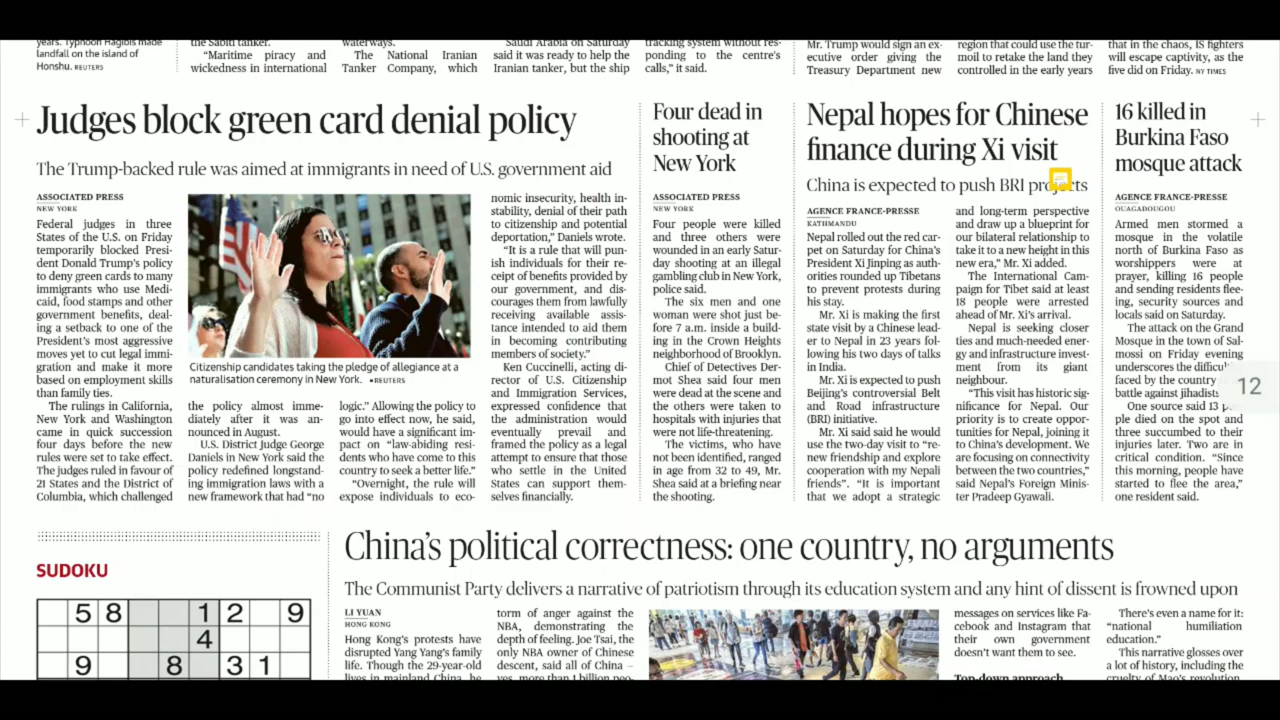 years. Typhoon Hagibis made
landfall on the island of
Honshu. REUTERS
the Sabiti tanker.
"Maritime piracy and
wickedness in international
waterways.
The National Iranian
Tanker Company, which
Saudi Arabia on Saturday
said it was ready to help the
Iranian tanker, but the ship
tracking system without res-
ponding to the centre's
calls," it said.
Mr. Trump would sign an ex-
ecutive order giving the
Treasury Department new
region that could use the tur-
moil to retake the land they
controlled in the early years
that in the chaos, IS fighters
will escape captivity, as the
five did on Friday. NY TIMES
Judges block green card denial policy
The Trump-backed rule was aimed at immigrants in need of U.S. government aid
ASSOCIATED PRESS
NEW YORK
Federal judges in three
States of the U.S. on Friday
temporarily blocked Presi-
dent Donald Trump's policy
to deny green cards to many
immigrants who use Medi-
caid, food stamps and other
government benefits, deal-
ing a setback to one of the
President's most aggressive
moves yet to cut legal immi-
gration and make it more
based on employment skills
than family ties.
The rulings in California,
New York and Washington
came in quick succession
four days before the new
rules were set to take effect.
The judges ruled in favour of
21 States and the District of
Columbia, which challenged
Citizenship candidates taking the pledge of allegiance at a
naturalisation ceremony in New York. •REUTERS
the policy almost imme-
diately after it was an-
nounced in August.
U.S. District Judge George
Daniels in New York said the
policy redefined longstand-
ing immigration laws with a
new framework that had "no
logic." Allowing the policy to
go into effect now, he said,
would have a significant im-
pact on "law-abiding resi-
dents who have come to this
country to seek a better life."
"Overnight, the rule will
expose individuals to eco-
nomic insecurity, health in-
stability, denial of their path
to citizenship and potential
deportation," Daniels wrote.
"It is a rule that will pun-
ish individuals for their re-
ceipt of benefits provided by
our government, and dis-
courages them from lawfully
receiving available assis-
tance intended to aid them
in becoming contributing
members of society."
Ken Cuccinelli, acting di-
rector of U.S. Citizenship
and Immigration Services,
expressed confidence that
the administration would
eventually prevail and
framed the policy as a legal
attempt to ensure that those
who settle in the United
States can support them-
selves financially.
Four dead in
shooting at
New York
ASSOCIATED PRESS
NEW YORK
Four people were killed
and three others were
wounded in an early Satur-
day shooting at an illegal
gambling club in New York,
police said.
The six men and one
woman were shot just be-
fore 7 a.m. inside a build-
ing in the Crown Heights
neighborhood of Brooklyn.
Chief of Detectives Der-
mot Shea said four men
were dead at the scene and
the others were taken to
hospitals with injuries that
were not life-threatening.
The victims, who have
not been identified, ranged
in age from 32 to 49, Mr.
Shea said at a briefing near
the shooting.
Nepal hopes for Chinese
finance during Xi visit
China is expected to push BRI projects
AGENCE FRANCE-PRESSE
KATHMANDU
Nepal rolled out the red car-
pet on Saturday for China's
President Xi Jinping as auth-
orities rounded up Tibetans
to prevent protests during
his stay.
Mr. Xi is making the first
state visit by a Chinese lead-
er to Nepal in 23 years fol-
lowing his two days of talks
in India.
Mr. Xi is expected to push
Beijing's controversial Belt
and Road infrastructure
(BRI) initiative.
Mr. Xi said said he would
use the two-day visit to "re-
new friendship and explore
cooperation with my Nepali
friends". "It is important
that we adopt a strategic
and long-term perspective
and draw up a blueprint for
our bilateral relationship to
take it to a new height in this
new era," Mr. Xi added.
The International Cam-
paign for Tibet said at least
18 people were arrested
ahead of Mr. Xi's arrival.
Nepal is seeking closer
ties and much-needed ener-
gy and infrastructure invest-
ment from its giant
neighbour.
"This visit has historic sig-
nificance for Nepal. Our
priority is to create oppor-
tunities for Nepal, joining it
to China's development. We
are focusing on connectivity
between the two countries,"
said Nepal's Foreign Minis-
ter Pradeep Gyawali.
16 killed in
Burkina Faso
mosque attack
AGENCE FRANCE-PRESSE
OUAGADOUGOU
Armed men stormed a
mosque in the volatile
north of Burkina Faso as
worshippers were at
prayer, killing 16 people
and sending residents flee-
ing, security sources and
locals said on Saturday.
The attack on the Grand
Mosque in the town of Sal-
mossi on Friday evening
underscores the
faced by the country
battle against jihadists
One source said 13
ple died on the spot and
three succumbed to their
injuries later. Two are in
critical condition. "Since
this morning, people have
started to flee the area,"
one resident said.
12
SUDOKU
5 8 1 2 9
4
9 8 3 1
China's political correctness: one country, no arguments
The Communist Party delivers a narrative of patriotism through its education system and any hint of dissent is frowned upon
LI YUAN
HONG KONG
Hong Kong's protests have
disrupted Yang Yang's family
life. Though the 29-year-old
lives in mainland China, he
torm of anger against the
NBA, demonstrating the
depth of feeling. Joe Tsai, the
only NBA owner of Chinese
descent, said all of China –
yes, more than 1 billion peo-
messages on services like Fa-
cebook and Instagram that
their own government
doesn't want them to see.
Top-down approach
There's even a name for it:
"national humiliation
education."
This narrative glosses over
a lot of history, including the
cruelty of Mao's revolution,